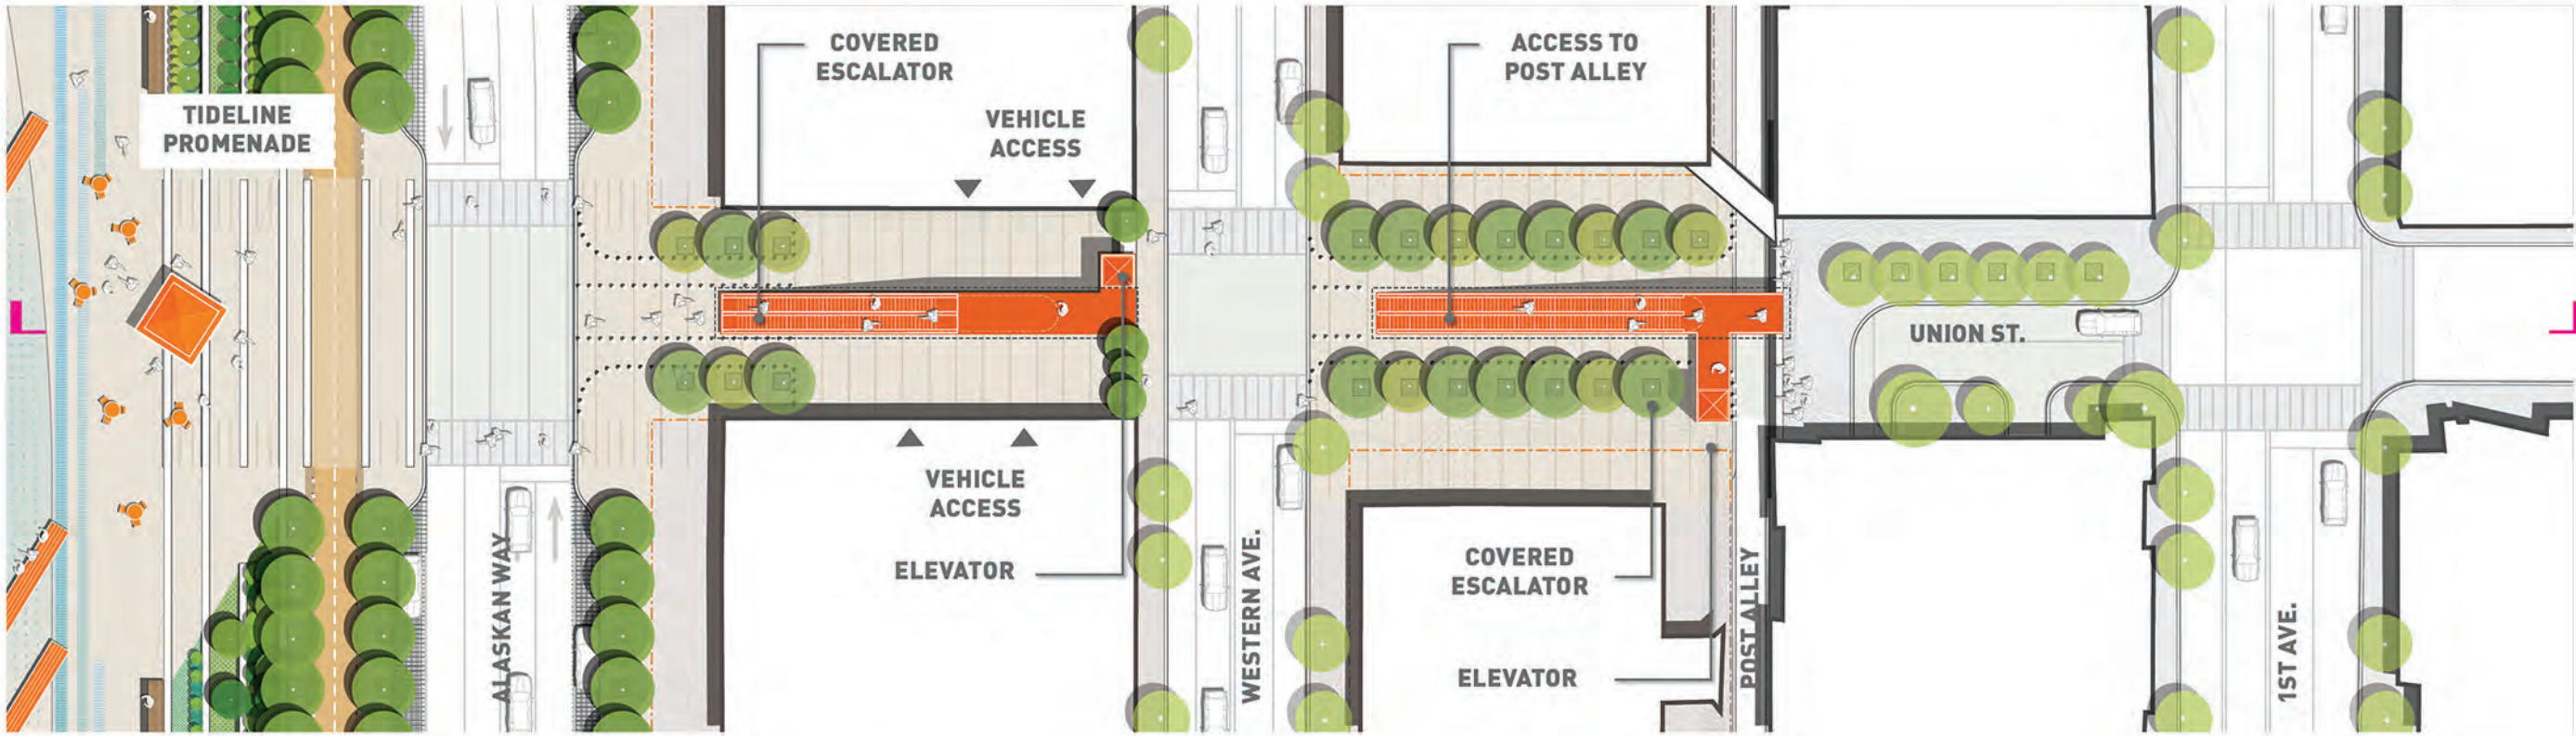 TIDELINE
PROMENADE
COVERED
ESCALATOR
VEHICLE
ACCESS
ACCESS TO
POST ALLEY
UNION ST.
VEHICLE
ACCESS
ELEVATOR
COVERED
ESCALATOR
ELEVATOR
ALASKAN WAY
WESTERN AVE.
POST ALLEY
1ST AVE.